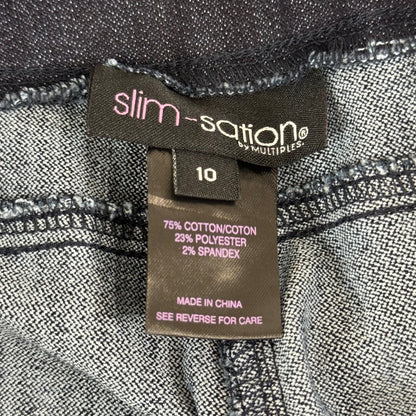 slim-sation®
by MULTIPLES.
10
75% COTTON/COTON
23% POLYESTER
2% SPANDEX
MADE IN CHINA
SEE REVERSE FOR CARE